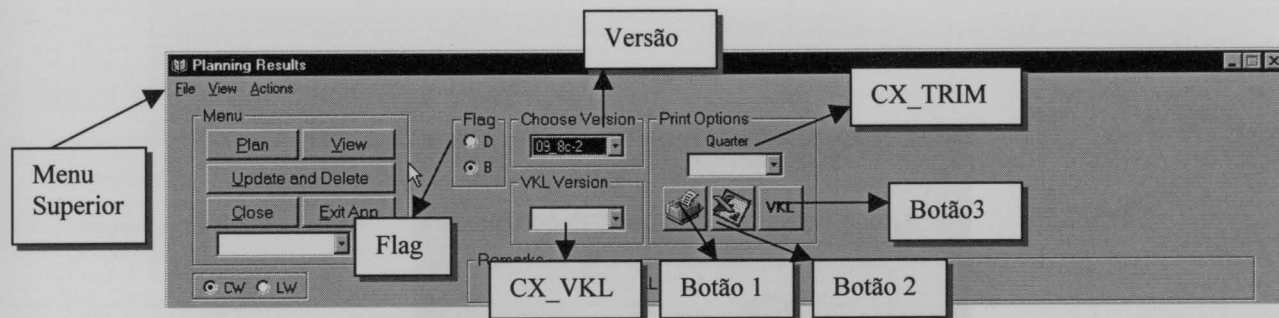 Versão
Planning Results
File View Actions
CX_TRIM
Menu
Flag
Choose Version
Print Options
Plan
View
D
09_8c-2
Quarter
B
Update and Delete
VKL Version
Menu
Superior
Close
Exit App
VKL
Botão3
Flag
Remarks
CW
LW
CX_VKL
L
Botão 1
Botão 2